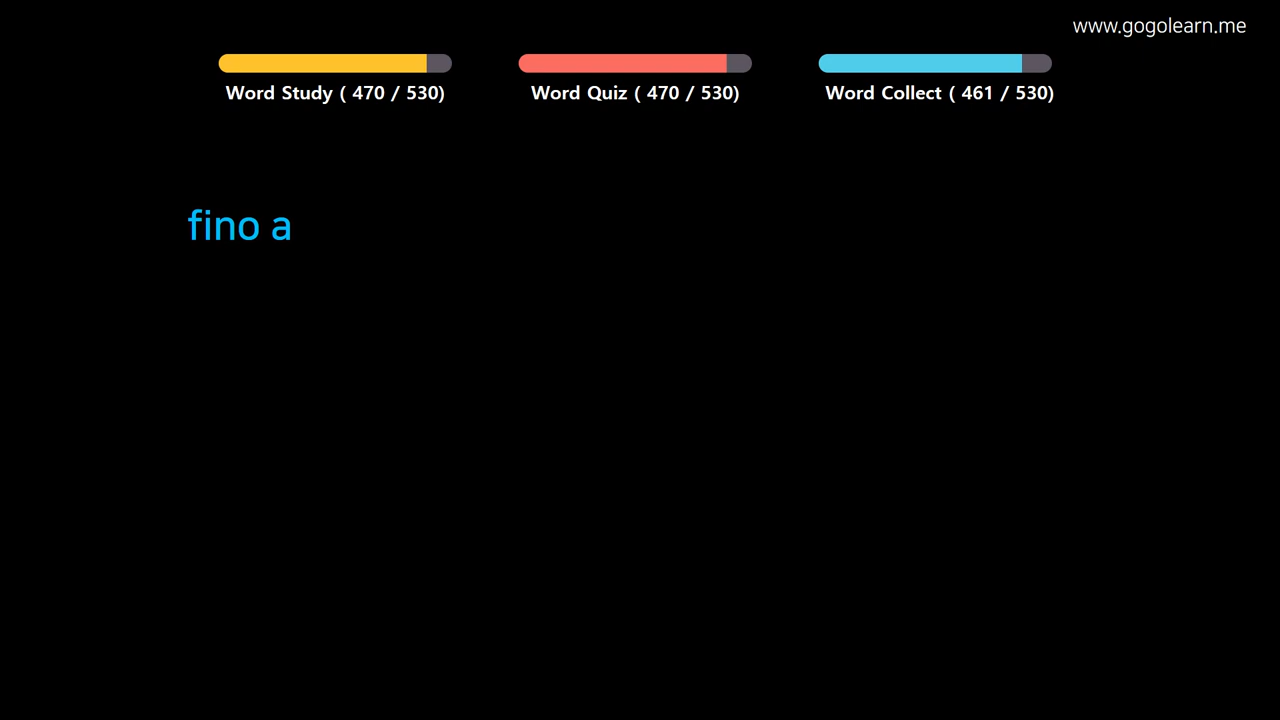 www.gogolearn.me
Word Study ( 470 / 530)
Word Quiz ( 470 / 530)
Word Collect ( 461 / 530)
fino a